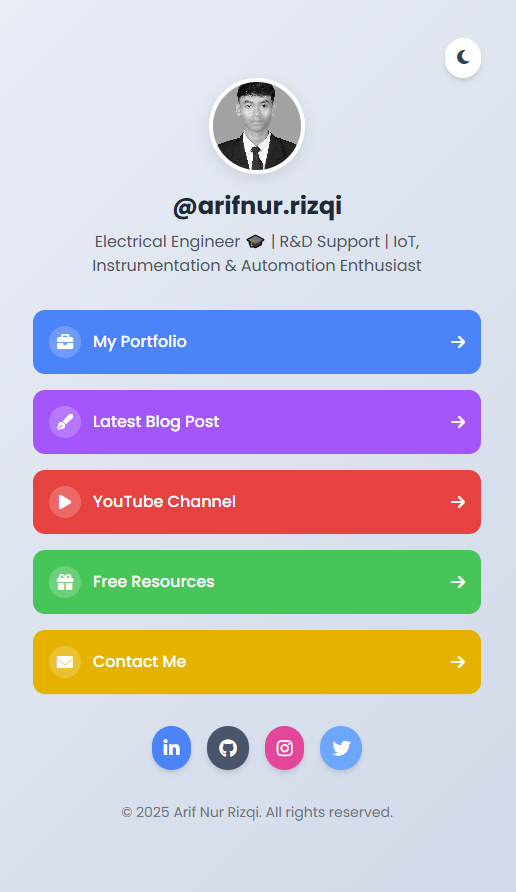 @arifnur.rizqi
Electrical Engineer 🎓 | R&D Support | IoT,
Instrumentation & Automation Enthusiast
My Portfolio
Latest Blog Post
YouTube Channel
Free Resources
Contact Me
© 2025 Arif Nur Rizqi. All rights reserved.